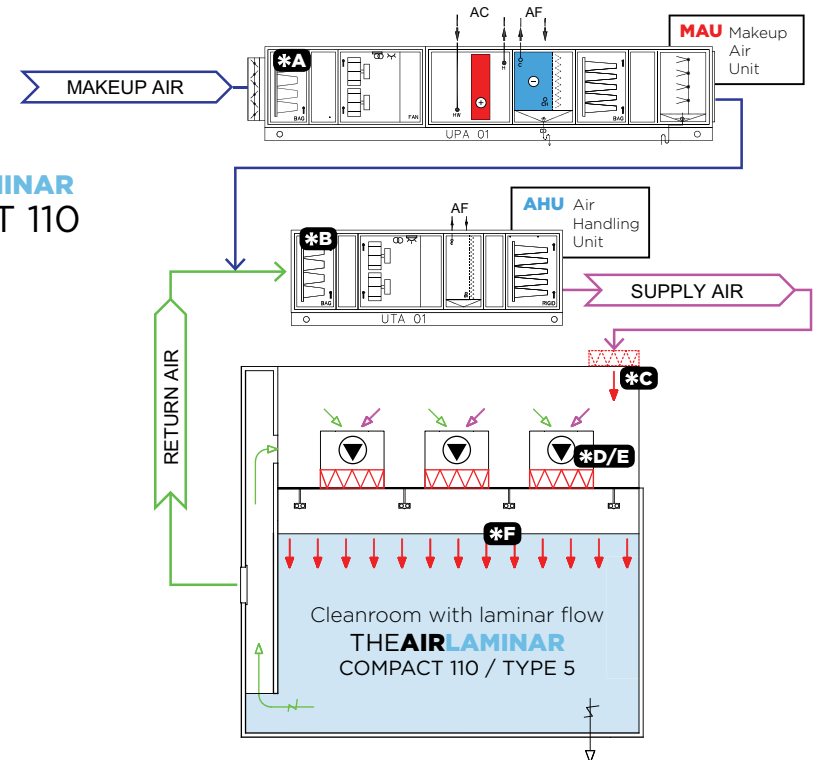 AC AF
MAU Makeup
Air
Unit
*A
MAKEUP AIR
BAG
FAN
HW
H
C
BAG
UPA 01
MINAR
T 110
AF
AHU Air
Handling
Unit
*B
BAG
RIGID
UTA 01
SUPPLY AIR
RETURN AIR
*C
*D/E
*F
Cleanroom with laminar flow
THEAIRLAMINAR
COMPACT 110 / TYPE 5